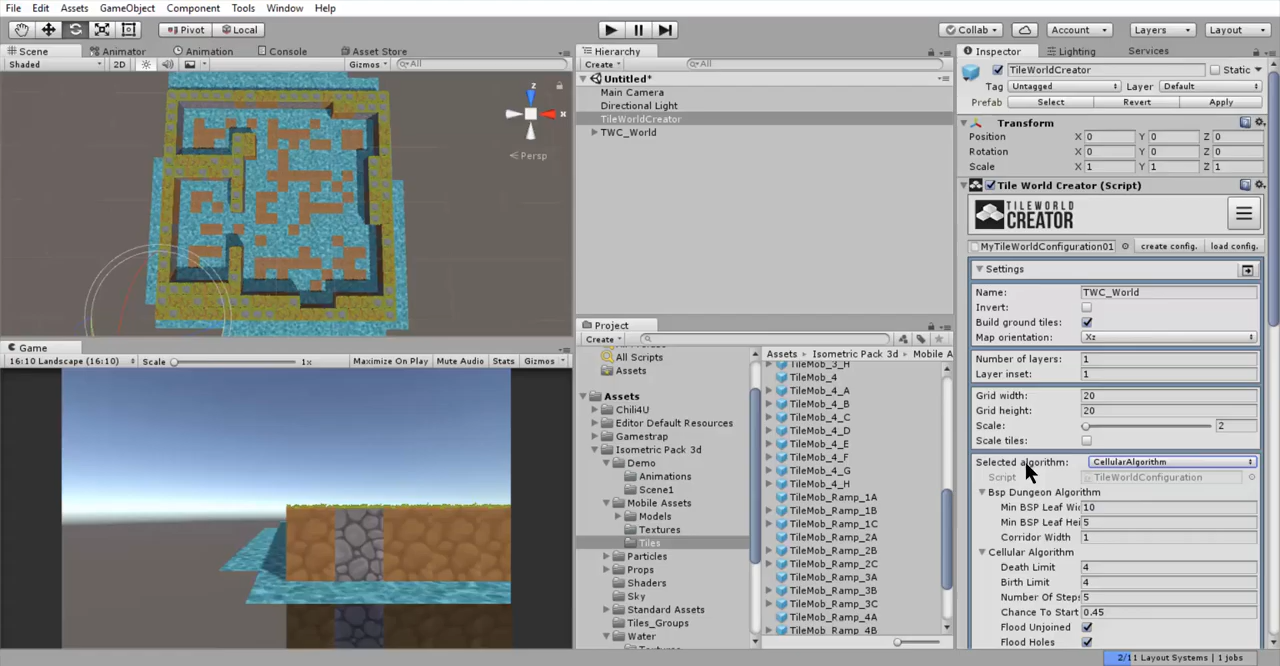 File Edit Assets GameObject Component Tools Window Help
Pivot Local Collab Account Layers Layout
Scene Animator Animation Console Asset Store
Shaded 2D Gizmos All
z
x
Persp
Game
16:10 Landscape (16:10) Scale 1x Maximize On Play Mute Audio Stats Gizmos
Hierarchy
Create All
Untitled*
Main Camera
Directional Light
TileWorldCreator
TWC_World
Project
Create
All Scripts
Assets
Assets
Chili4U
Editor Default Resources
Gamestrap
Isometric Pack 3d
Demo
Animations
Scene1
Mobile Assets
Models
Textures
Tiles
Particles
Props
Shaders
Sky
Standard Assets
Tiles_Groups
Water
Assets Isometric Pack 3d Mobile A
TileMob_3_H
TileMob_4
TileMob_4_A
TileMob_4_B
TileMob_4_C
TileMob_4_D
TileMob_4_E
TileMob_4_F
TileMob_4_G
TileMob_4_H
TileMob_Ramp_1A
TileMob_Ramp_1B
TileMob_Ramp_1C
TileMob_Ramp_2A
TileMob_Ramp_2B
TileMob_Ramp_2C
TileMob_Ramp_3A
TileMob_Ramp_3B
TileMob_Ramp_3C
TileMob_Ramp_4A
TileMob_Ramp_4B
Inspector Lighting Services
TileWorldCreator Static
Tag Untagged Layer Default
Prefab Select Revert Apply
Transform
Position X 0 Y 0 Z 0
Rotation X 0 Y 0 Z 0
Scale X 1 Y 1 Z 1
Tile World Creator (Script)
TILEWORLD
CREATOR
MyTileWorldConfiguration01 create config. load config.
Settings
Name: TWC_World
Invert:
Build ground tiles:
Map orientation: Xz
Number of layers: 1
Layer inset: 1
Grid width: 20
Grid height: 20
Scale: 2
Scale tiles:
Selected algorithm: CellularAlgorithm
Script TileWorldConfiguration
Bsp Dungeon Algorithm
Min BSP Leaf Wi 10
Min BSP Leaf Hei 5
Corridor Width 1
Cellular Algorithm
Death Limit 4
Birth Limit 4
Number Of Steps 5
Chance To Start 0.45
Flood Unjoined
Flood Holes
2/11 Layout Systems | 1 jobs